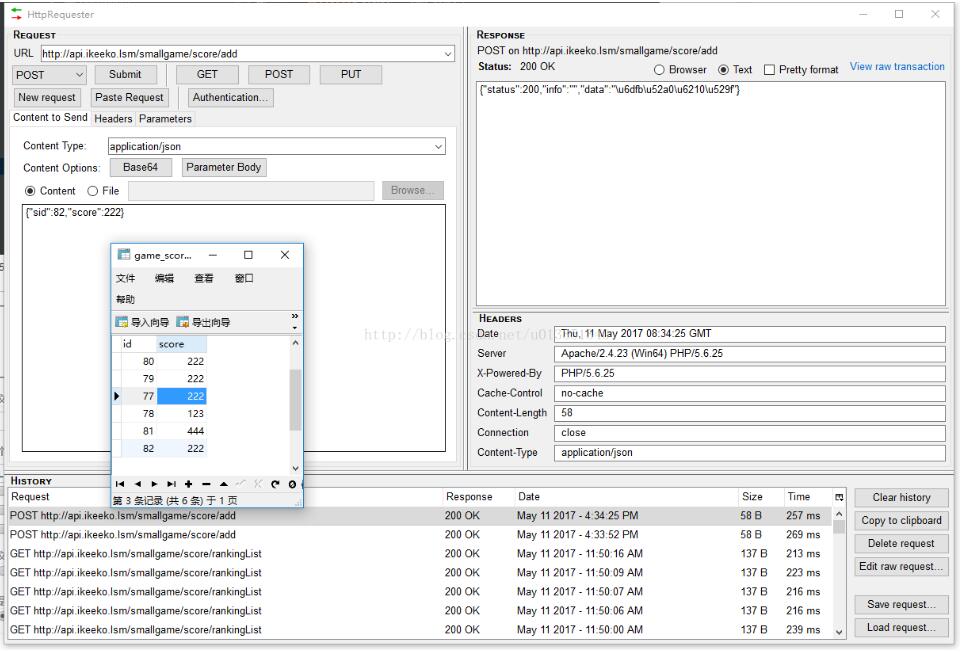 HttpRequester
REQUEST
URL http://api.ikeeko.lsm/smallgame/score/add
POST Submit GET POST PUT
New request Paste Request Authentication...
Content to Send Headers Parameters
Content Type: application/json
Content Options: Base64 Parameter Body
Content File Browse...
{"sid":82,"score":222}
game_scor...
文件 编辑 查看 窗口
帮助
导入向导 导出向导 »
id score
80 222
79 222
77 222
78 123
81 444
82 222
第 3 条记录 (共 6 条) 于 1 页
RESPONSE
POST on http://api.ikeeko.lsm/smallgame/score/add
Status: 200 OK Browser Text Pretty format View raw transaction
{"status":200,"info":"","data":"\u6dfb\u52a0\u6210\u529f"}
HEADERS
Date Thu, 11 May 2017 08:34:25 GMT
Server Apache/2.4.23 (Win64) PHP/5.6.25
X-Powered-By PHP/5.6.25
Cache-Control no-cache
Content-Length 58
Connection close
Content-Type application/json
HISTORY
Request Response Date Size Time
POST http://api.ikeeko.lsm/smallgame/score/add 200 OK May 11 2017 - 4:34:25 PM 58 B 257 ms
POST http://api.ikeeko.lsm/smallgame/score/add 200 OK May 11 2017 - 4:33:52 PM 58 B 269 ms
GET http://api.ikeeko.lsm/smallgame/score/rankingList 200 OK May 11 2017 - 11:50:16 AM 137 B 213 ms
GET http://api.ikeeko.lsm/smallgame/score/rankingList 200 OK May 11 2017 - 11:50:09 AM 137 B 223 ms
GET http://api.ikeeko.lsm/smallgame/score/rankingList 200 OK May 11 2017 - 11:50:07 AM 137 B 216 ms
GET http://api.ikeeko.lsm/smallgame/score/rankingList 200 OK May 11 2017 - 11:50:06 AM 137 B 216 ms
GET http://api.ikeeko.lsm/smallgame/score/rankingList 200 OK May 11 2017 - 11:50:00 AM 137 B 239 ms
Clear history
Copy to clipboard
Delete request
Edit raw request...
Save request...
Load request...